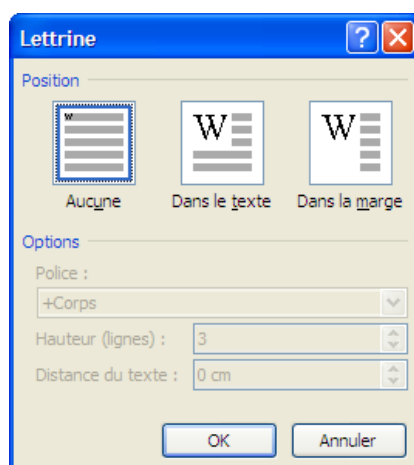 Lettrine
Position
W W W
Aucune Dans le texte Dans la marge
Options
Police :
+Corps
Hauteur (lignes) : 3
Distance du texte : 0 cm
OK Annuler